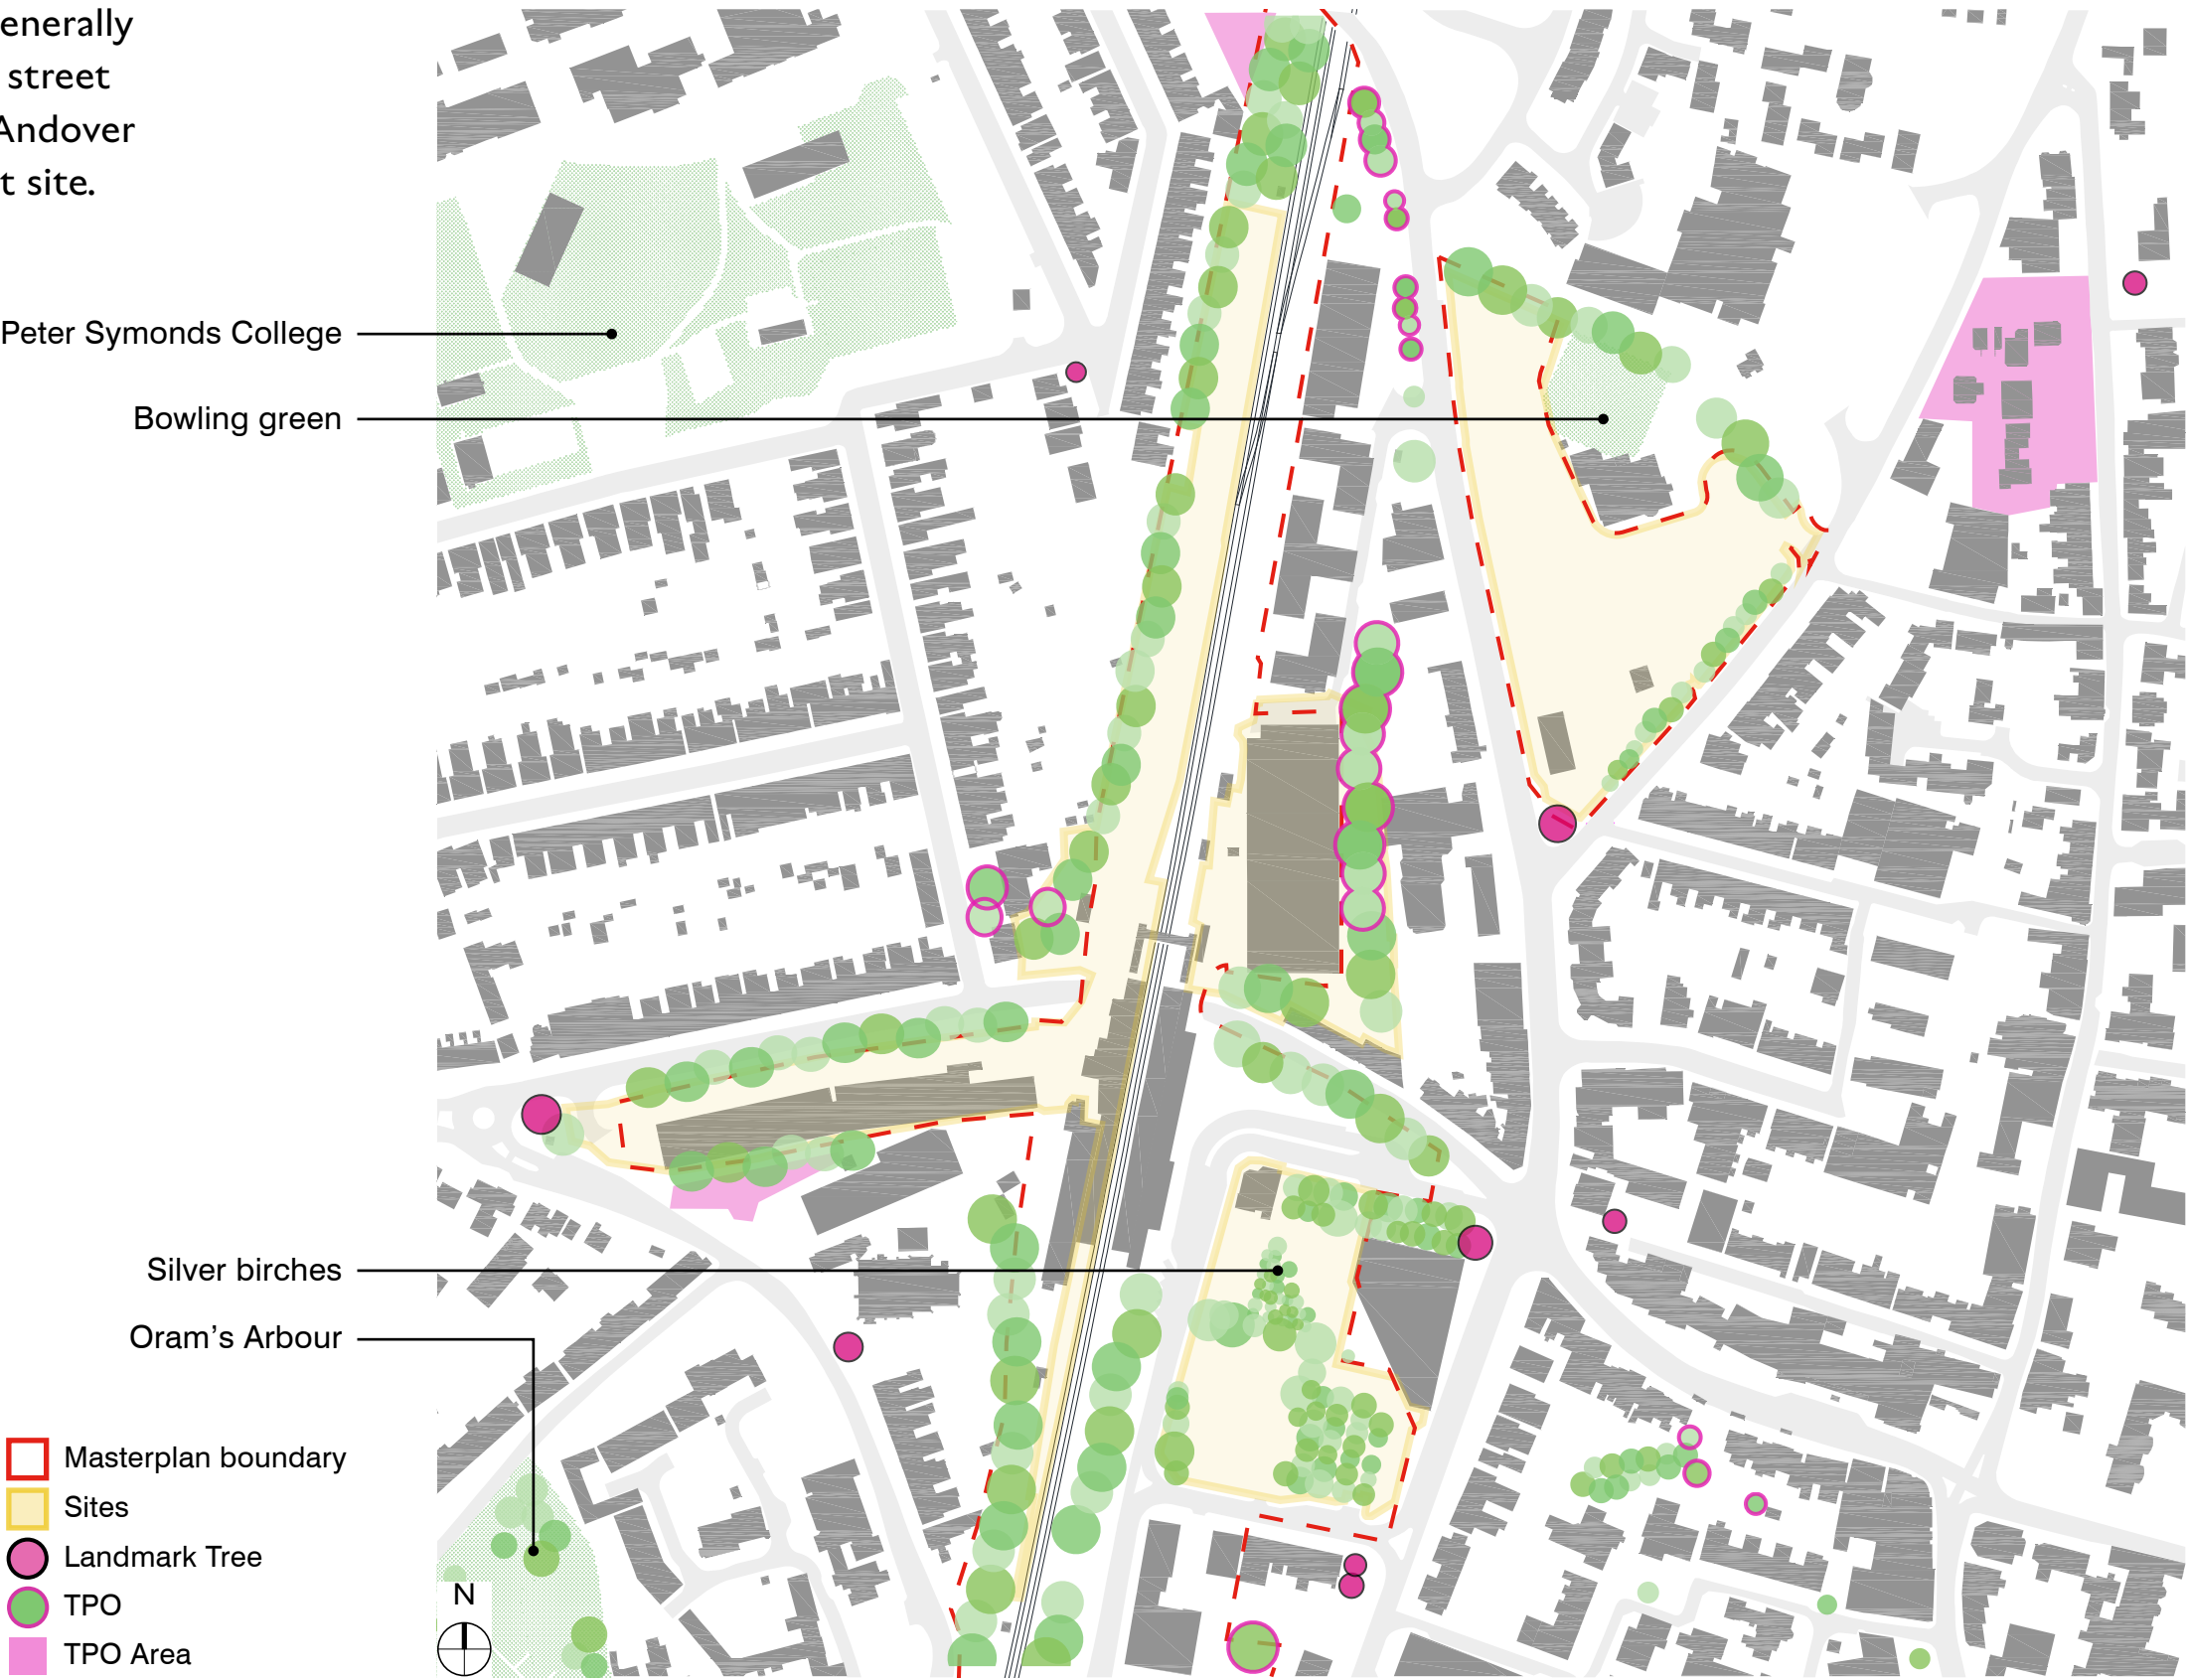 enerally
street
Andover
t site.
Peter Symonds College
Bowling green
Silver birches
Oram’s Arbour
Masterplan boundary
Sites
Landmark Tree
TPO
TPO Area
N